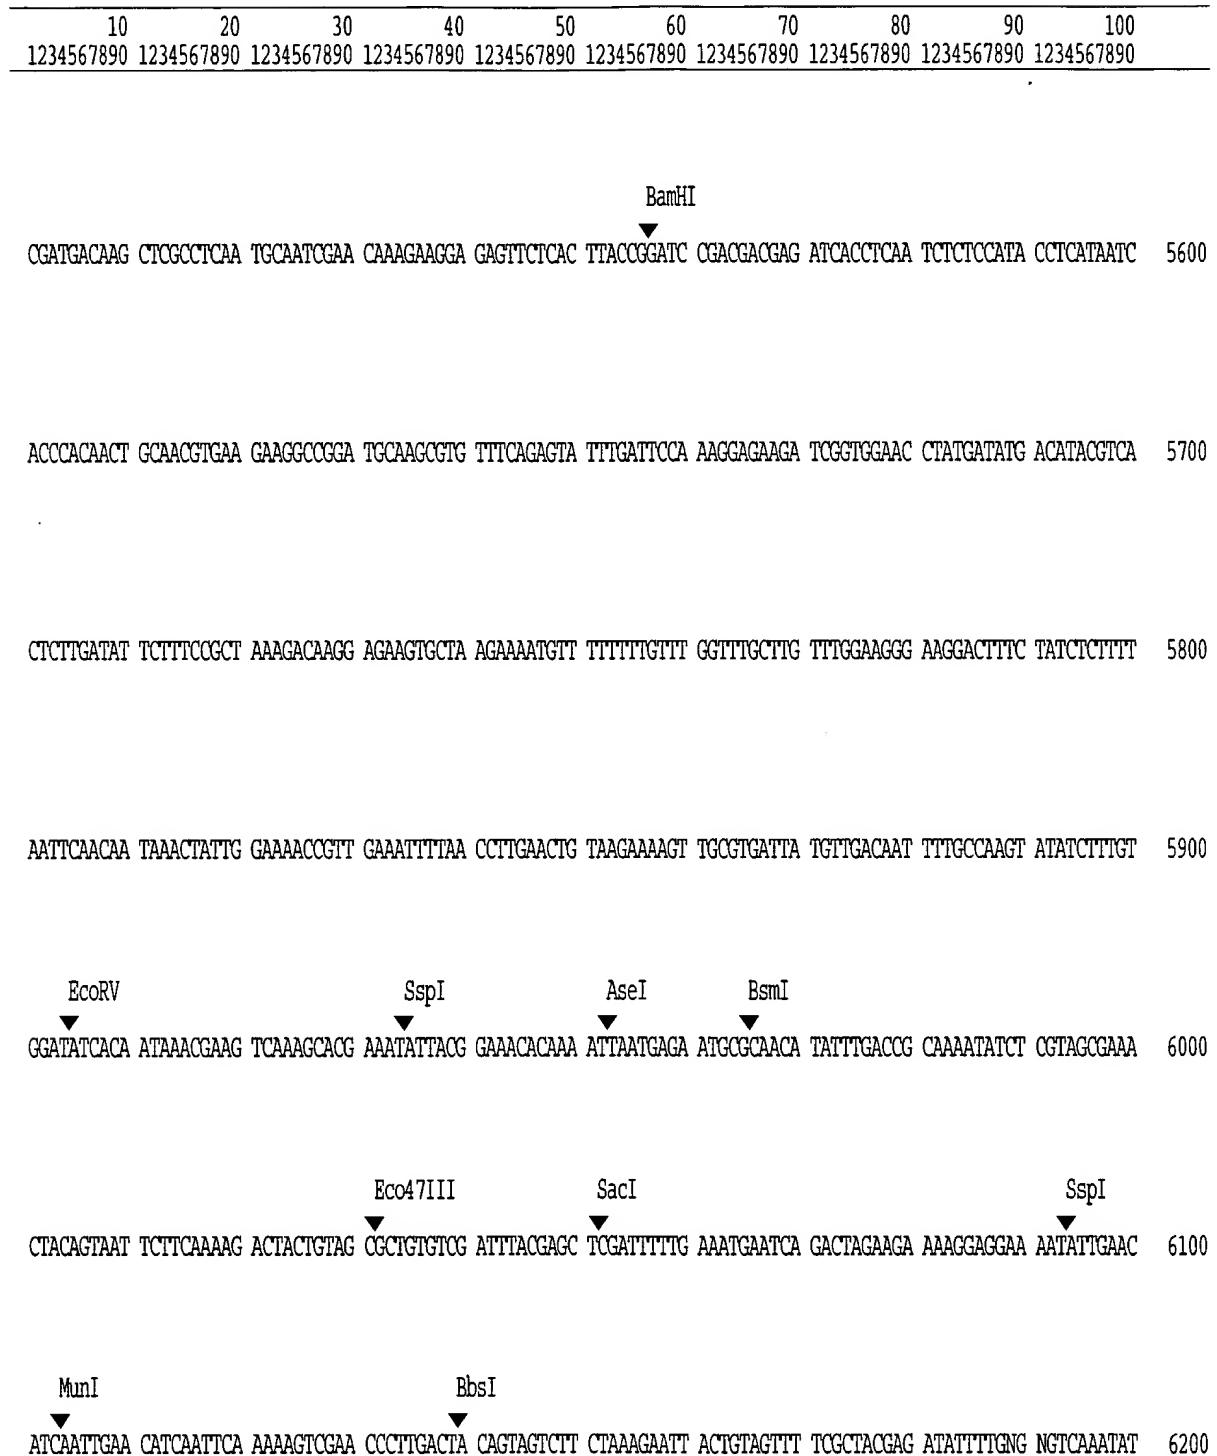 10 20 30 40 50 60 70 80 90 100
1234567890 1234567890 1234567890 1234567890 1234567890 1234567890 1234567890 1234567890 1234567890 1234567890
BamHI
CGATGACAAG CTCGCCTCAA TGCAATCGAA CAAAGAAGGA GAGTTCTCAC TTACCGGATC CGACGACGAG ATCACCTCAA TCTCTCCATA CCTCATAATC 5600
ACCCACAACT GCAACGTGAA GAAGGCCGGA TGCAAGCGTG TTTCAGAGTA TTTGATTCCA AAGGAGAAGA TCGGTGGAAC CTATGATATG ACATACGTCA 5700
CTCTTGATAT TCTTTCCGCT AAAGACAAGG AGAAGTGCTA AGAAAATGTT TTTTTTGTTT GGTTTGCTTG TTTGGAAGGG AAGGACTTTC TATCTCTTTT 5800
AATTCAACAA TAAACTATTG GAAAACCGTT GAAATTTTAA CCTTGAACTG TAAGAAAAGT TGCGTGATTA TGTTGACAAT TTTGCCAAGT ATATCTTTGT 5900
EcoRV SspI AseI BsmI
GGATATCACA ATAAACGAAG TCAAAGCACG AAATATTACG GAAACACAAA ATTAATGAGA ATGCGCAACA TATTTGACCG CAAAATATCT CGTAGCGAAA 6000
Eco47III SacI SspI
CTACAGTAAT TCTTCAAAAG ACTACTGTAG CGCTGTGTCG ATTTACGAGC TCGATTTTTG AAATGAATCA GACTAGAAGA AAAGGAGGAA AATATTGAAC 6100
MunI BbsI
ATCAATTGAA CATCAATTCA AAAAGTCGAA CCCTTGACTA CAGTAGTCTT CTAAAGAATT ACTGTAGTTT TCGCTACGAG ATATTTTGNG NGTCAAATAT 6200